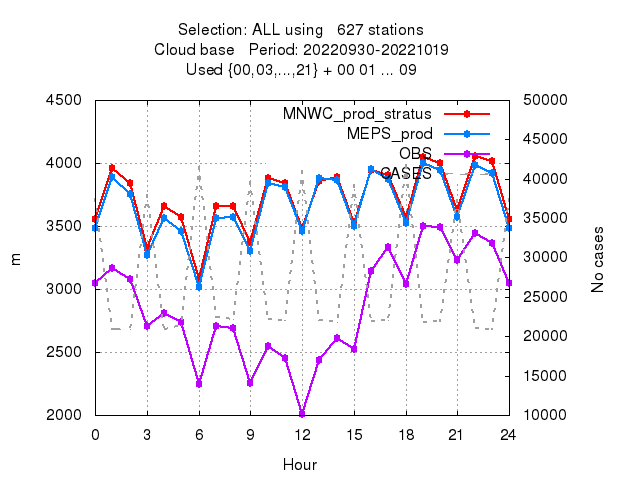 Selection: ALL using   627 stations
Cloud base   Period: 20220930-20221019
Used {00,03,...,21} + 00 01 ... 09
4500
4000
3500
3000
2500
2000
m
50000
45000
40000
35000
30000
25000
20000
15000
10000
No cases
MNWC_prod_stratus
MEPS_prod
OBS
CASES
0 3 6 9 12 15 18 21 24
Hour